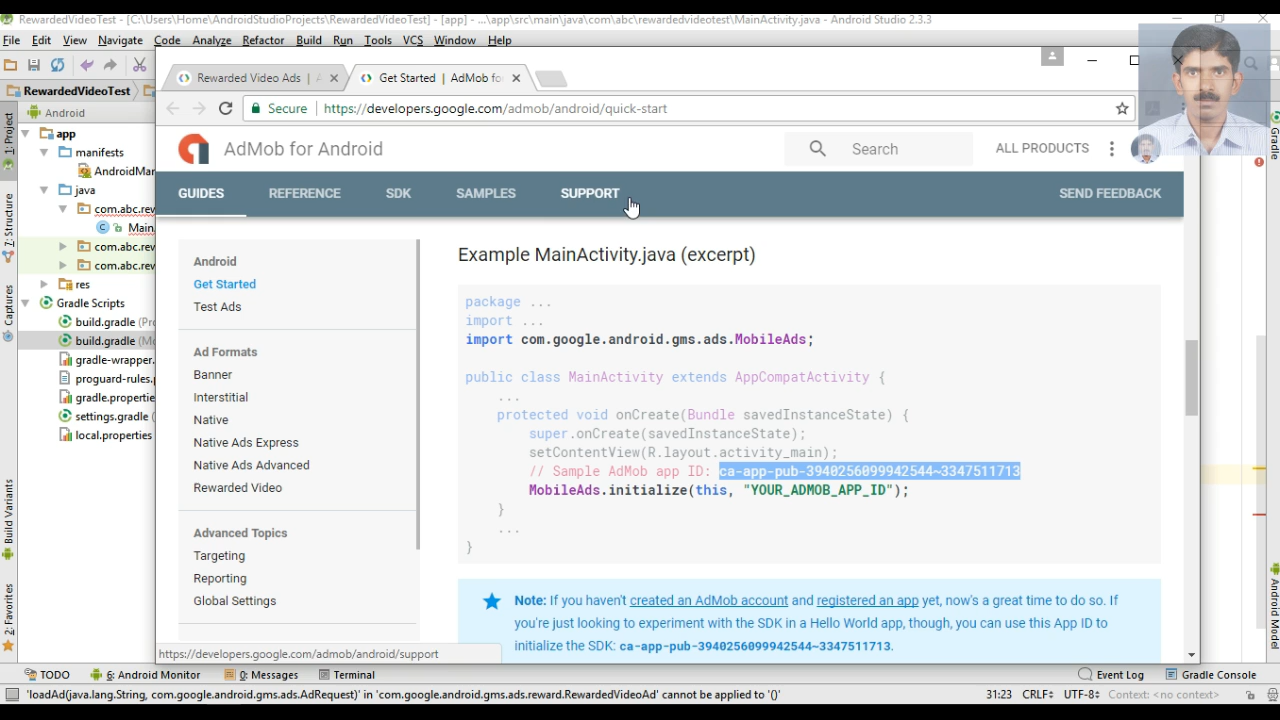 RewardedVideoTest - [C:\Users\Home\AndroidStudioProjects\RewardedVideoTest] - [app] - ...\app\src\main\java\com\abc\rewardedvideotest\MainActivity.java - Android Studio 2.3.3
File Edit View Navigate Code Analyze Refactor Build Run Tools VCS Window Help
Rewarded Video Ads | A
Get Started | AdMob fo
RewardedVideoTest
Secure https://developers.google.com/admob/android/quick-start
Android
1: Project
Z: Structure
Captures
Build Variants
2: Favorites
app
manifests
AndroidMar
java
com.abc.rew
Main
com.abc.rew
com.abc.rew
res
Gradle Scripts
build.gradle (Pro
build.gradle (Mo
gradle-wrapper.
proguard-rules.p
gradle.propertie
settings.gradle (
local.properties
AdMob for Android
Search
ALL PRODUCTS
GUIDES REFERENCE SDK SAMPLES SUPPORT SEND FEEDBACK
Android
Get Started
Test Ads
Ad Formats
Banner
Interstitial
Native
Native Ads Express
Native Ads Advanced
Rewarded Video
Advanced Topics
Targeting
Reporting
Global Settings
Example MainActivity.java (excerpt)
package ...
import ...
import com.google.android.gms.ads.MobileAds;
public class MainActivity extends AppCompatActivity {
...
protected void onCreate(Bundle savedInstanceState) {
super.onCreate(savedInstanceState);
setContentView(R.layout.activity_main);
// Sample AdMob app ID: ca-app-pub-3940256099942544~3347511713
MobileAds.initialize(this, "YOUR_ADMOB_APP_ID");
}
...
}
Note: If you haven't created an AdMob account and registered an app yet, now's a great time to do so. If
you're just looking to experiment with the SDK in a Hello World app, though, you can use this App ID to
initialize the SDK: ca-app-pub-3940256099942544~3347511713.
https://developers.google.com/admob/android/support
Gradle
Android Model
TODO 6: Android Monitor 0: Messages Terminal Event Log Gradle Console
'loadAd(java.lang.String, com.google.android.gms.ads.AdRequest)' in 'com.google.android.gms.ads.reward.RewardedVideoAd' cannot be applied to '()' 31:23 CRLF÷ UTF-8÷ Context: <no context>